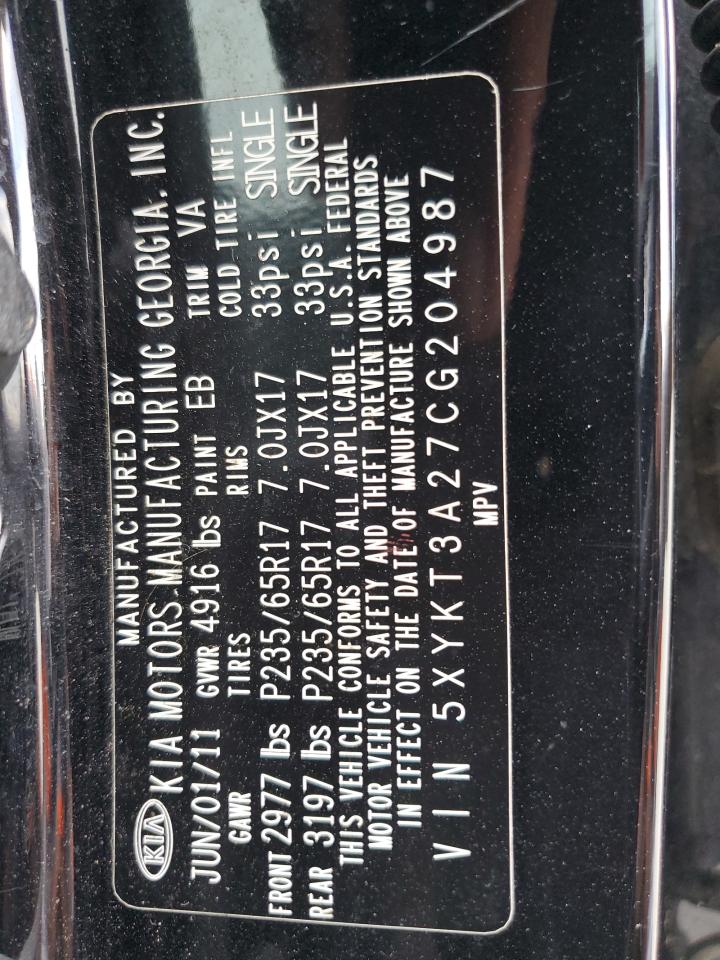 MANUFACTURED BY
KIA KIA MOTORS MANUFACTURING GEORGIA, INC.
JUN/01/11 GVWR 4916 lbs PAINT EB TRIM VA
GAWR TIRES RIMS COLD TIRE INFL
FRONT 2977 lbs P235/65R17 7.0JX17 33psi SINGLE
REAR 3197 lbs P235/65R17 7.0JX17 33psi SINGLE
THIS VEHICLE CONFORMS TO ALL APPLICABLE U.S.A. FEDERAL
MOTOR VEHICLE SAFETY AND THEFT PREVENTION STANDARDS
IN EFFECT ON THE DATE OF MANUFACTURE SHOWN ABOVE
VIN 5XYKT3A27CG204987
MPV